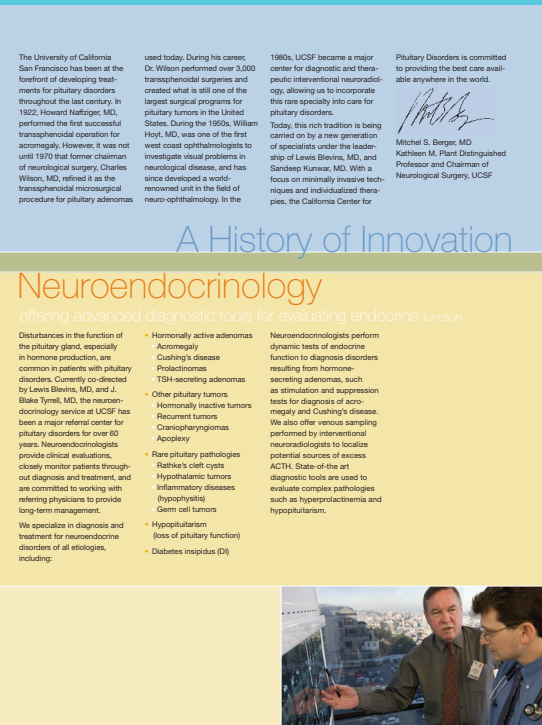 The University of California
San Francisco has been at the
forefront of developing treat-
ments for pituitary disorders
throughout the last century. In
1922, Howard Naffziger, MD,
performed the first successful
transsphenoidal operation for
acromegaly. However, it was not
until 1970 that former chairman
of neurological surgery, Charles
Wilson, MD, refined it as the
transsphenoidal microsurgical
procedure for pituitary adenomas
used today. During his career,
Dr. Wilson performed over 3,000
transsphenoidal surgeries and
created what is still one of the
largest surgical programs for
pituitary tumors in the United
States. During the 1950s, William
Hoyt, MD, was one of the first
west coast ophthalmologists to
investigate visual problems in
neurological disease, and has
since developed a world-
renowned unit in the field of
neuro-ophthalmology. In the
1980s, UCSF became a major
center for diagnostic and thera-
peutic interventional neuroradiol-
ogy, allowing us to incorporate
this rare specialty into care for
pituitary disorders.
Today, this rich tradition is being
carried on by a new generation
of specialists under the leader-
ship of Lewis Blevins, MD, and
Sandeep Kunwar, MD. With a
focus on minimally invasive tech-
niques and individualized thera-
pies, the California Center for
Pituitary Disorders is committed
to providing the best care avail-
able anywhere in the world.
Mitchel S. Berger, MD
Kathleen M. Plant Distinguished
Professor and Chairman of
Neurological Surgery, UCSF
A History of Innovation
Neuroendocrinology
offering advanced diagnostic tools for evaluating endocrine function
Disturbances in the function of
the pituitary gland, especially
in hormone production, are
common in patients with pituitary
disorders. Currently co-directed
by Lewis Blevins, MD, and J.
Blake Tyrrell, MD, the neuroen-
docrinology service at UCSF has
been a major referral center for
pituitary disorders for over 60
years. Neuroendocrinologists
provide clinical evaluations,
closely monitor patients through-
out diagnosis and treatment, and
are committed to working with
referring physicians to provide
long-term management.
We specialize in diagnosis and
treatment for neuroendocrine
disorders of all etiologies,
including:
• Hormonally active adenomas
• Acromegaly
• Cushing's disease
• Prolactinomas
• TSH-secreting adenomas
• Other pituitary tumors
• Hormonally inactive tumors
• Recurrent tumors
• Craniopharyngiomas
• Apoplexy
• Rare pituitary pathologies
• Rathke's cleft cysts
• Hypothalamic tumors
• Inflammatory diseases
(hypophysitis)
• Germ cell tumors
• Hypopituitarism
(loss of pituitary function)
• Diabetes insipidus (DI)
Neuroendocrinologists perform
dynamic tests of endocrine
function to diagnosis disorders
resulting from hormone-
secreting adenomas, such
as stimulation and suppression
tests for diagnosis of acro-
megaly and Cushing's disease.
We also offer venous sampling
performed by interventional
neuroradiologists to localize
potential sources of excess
ACTH. State-of-the art
diagnostic tools are used to
evaluate complex pathologies
such as hyperprolactinemia and
hypopituitarism.